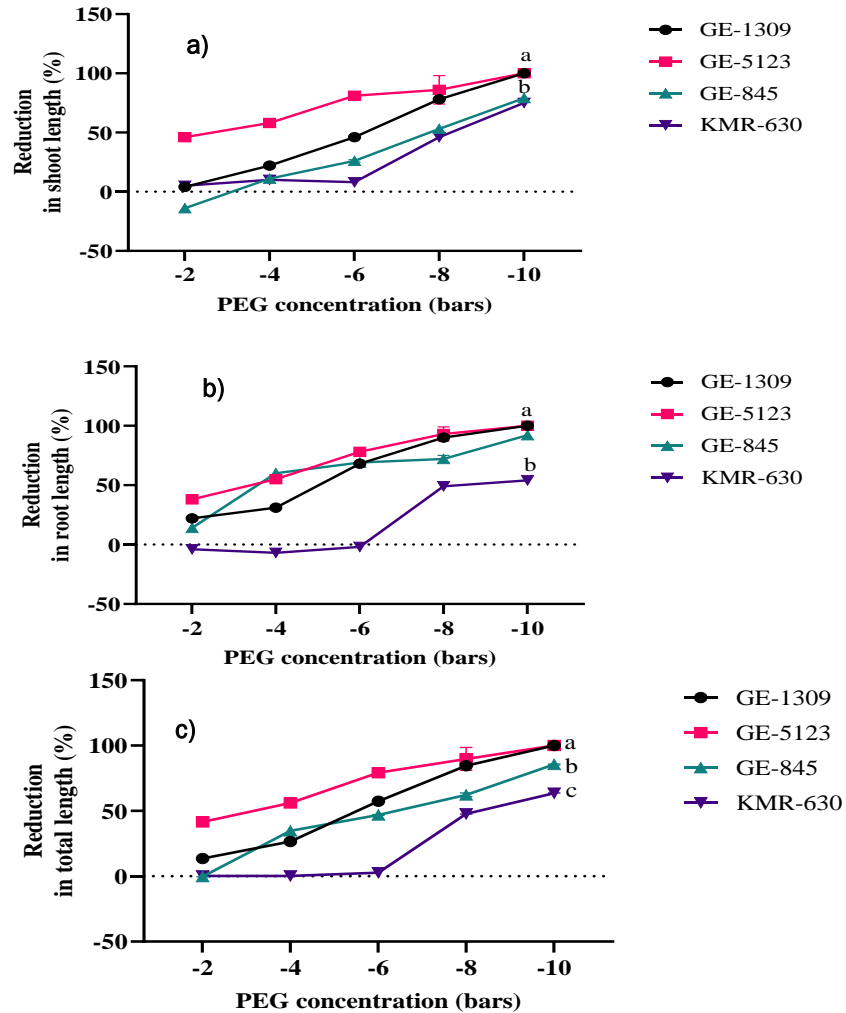 a)
Reduction
in shoot length (%)
150
100
50
0
-50
a
b
-2 -4 -6 -8 -10
PEG concentration (bars)
GE-1309
GE-5123
GE-845
KMR-630
b)
Reduction
in root length (%)
150
100
50
0
-50
a
b
-2 -4 -6 -8 -10
PEG concentration (bars)
GE-1309
GE-5123
GE-845
KMR-630
c)
Reduction
in total length (%)
150
100
50
0
-50
a
b
c
-2 -4 -6 -8 -10
PEG concentration (bars)
GE-1309
GE-5123
GE-845
KMR-630